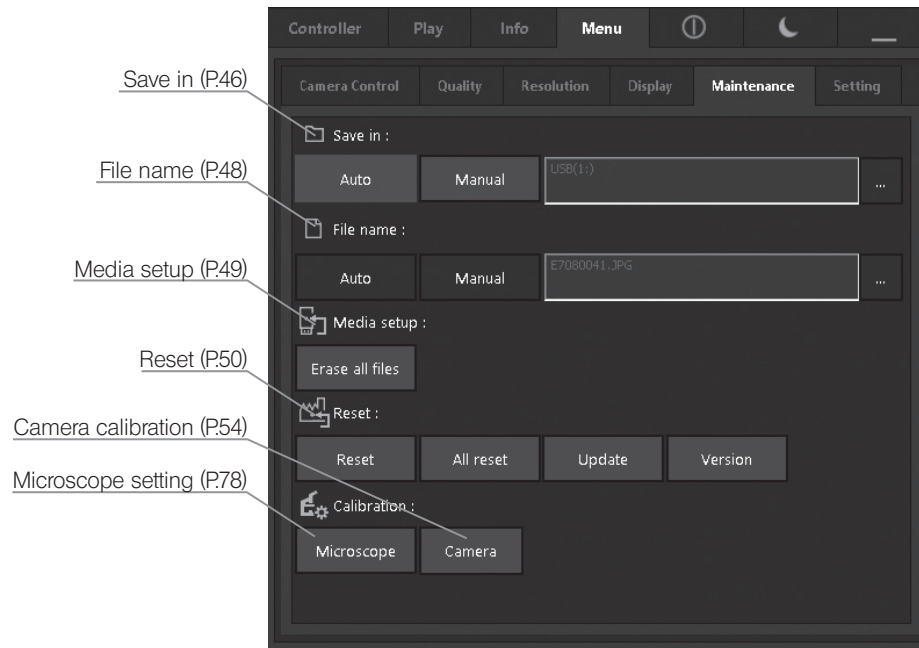 Controller Play Info Menu
Camera Control Quality Resolution Display Maintenance Setting
Save in (P.46)
Save in :
Auto Manual USB(1:) ...
File name (P.48)
File name :
Auto Manual E7080041.JPG ...
Media setup (P.49)
Media setup :
Erase all files
Reset (P.50)
Reset :
Reset All reset Update Version
Camera calibration (P.54)
Microscope setting (P.78)
Calibration :
Microscope Camera